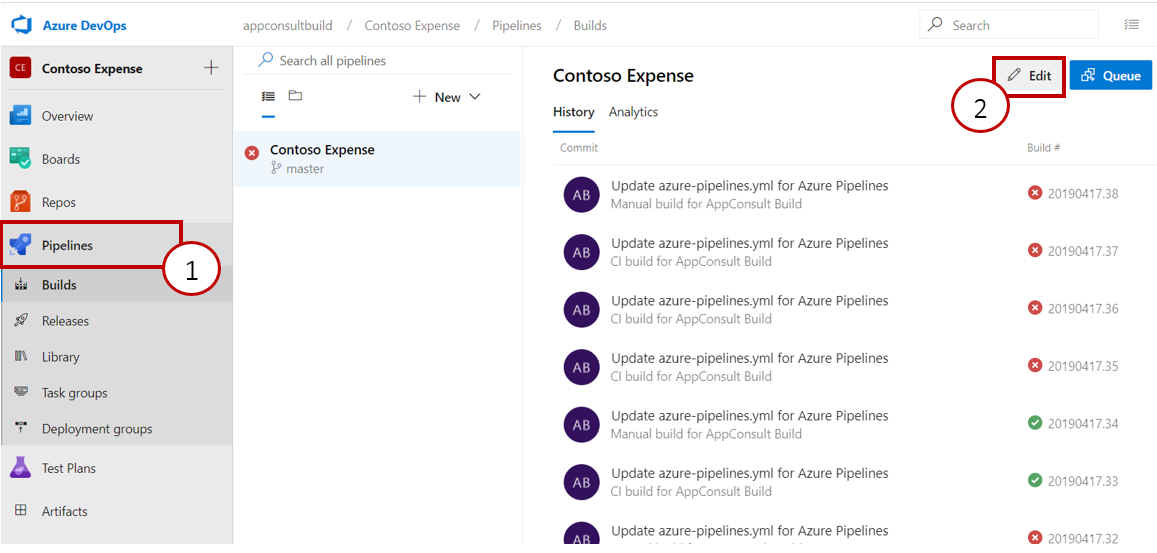 Azure DevOps
appconsultbuild / Contoso Expense / Pipelines / Builds
Search
CE Contoso Expense
Overview
Boards
Repos
Pipelines
1
Builds
Releases
Library
Task groups
Deployment groups
Test Plans
Artifacts
Search all pipelines
New
Contoso Expense
master
Contoso Expense
Edit
Queue
2
History Analytics
Commit Build #
AB Update azure-pipelines.yml for Azure Pipelines
Manual build for AppConsult Build
20190417.38
AB Update azure-pipelines.yml for Azure Pipelines
CI build for AppConsult Build
20190417.37
AB Update azure-pipelines.yml for Azure Pipelines
CI build for AppConsult Build
20190417.36
AB Update azure-pipelines.yml for Azure Pipelines
CI build for AppConsult Build
20190417.35
AB Update azure-pipelines.yml for Azure Pipelines
Manual build for AppConsult Build
20190417.34
AB Update azure-pipelines.yml for Azure Pipelines
CI build for AppConsult Build
20190417.33
AB Update azure-pipelines.yml for Azure Pipelines
20190417.32